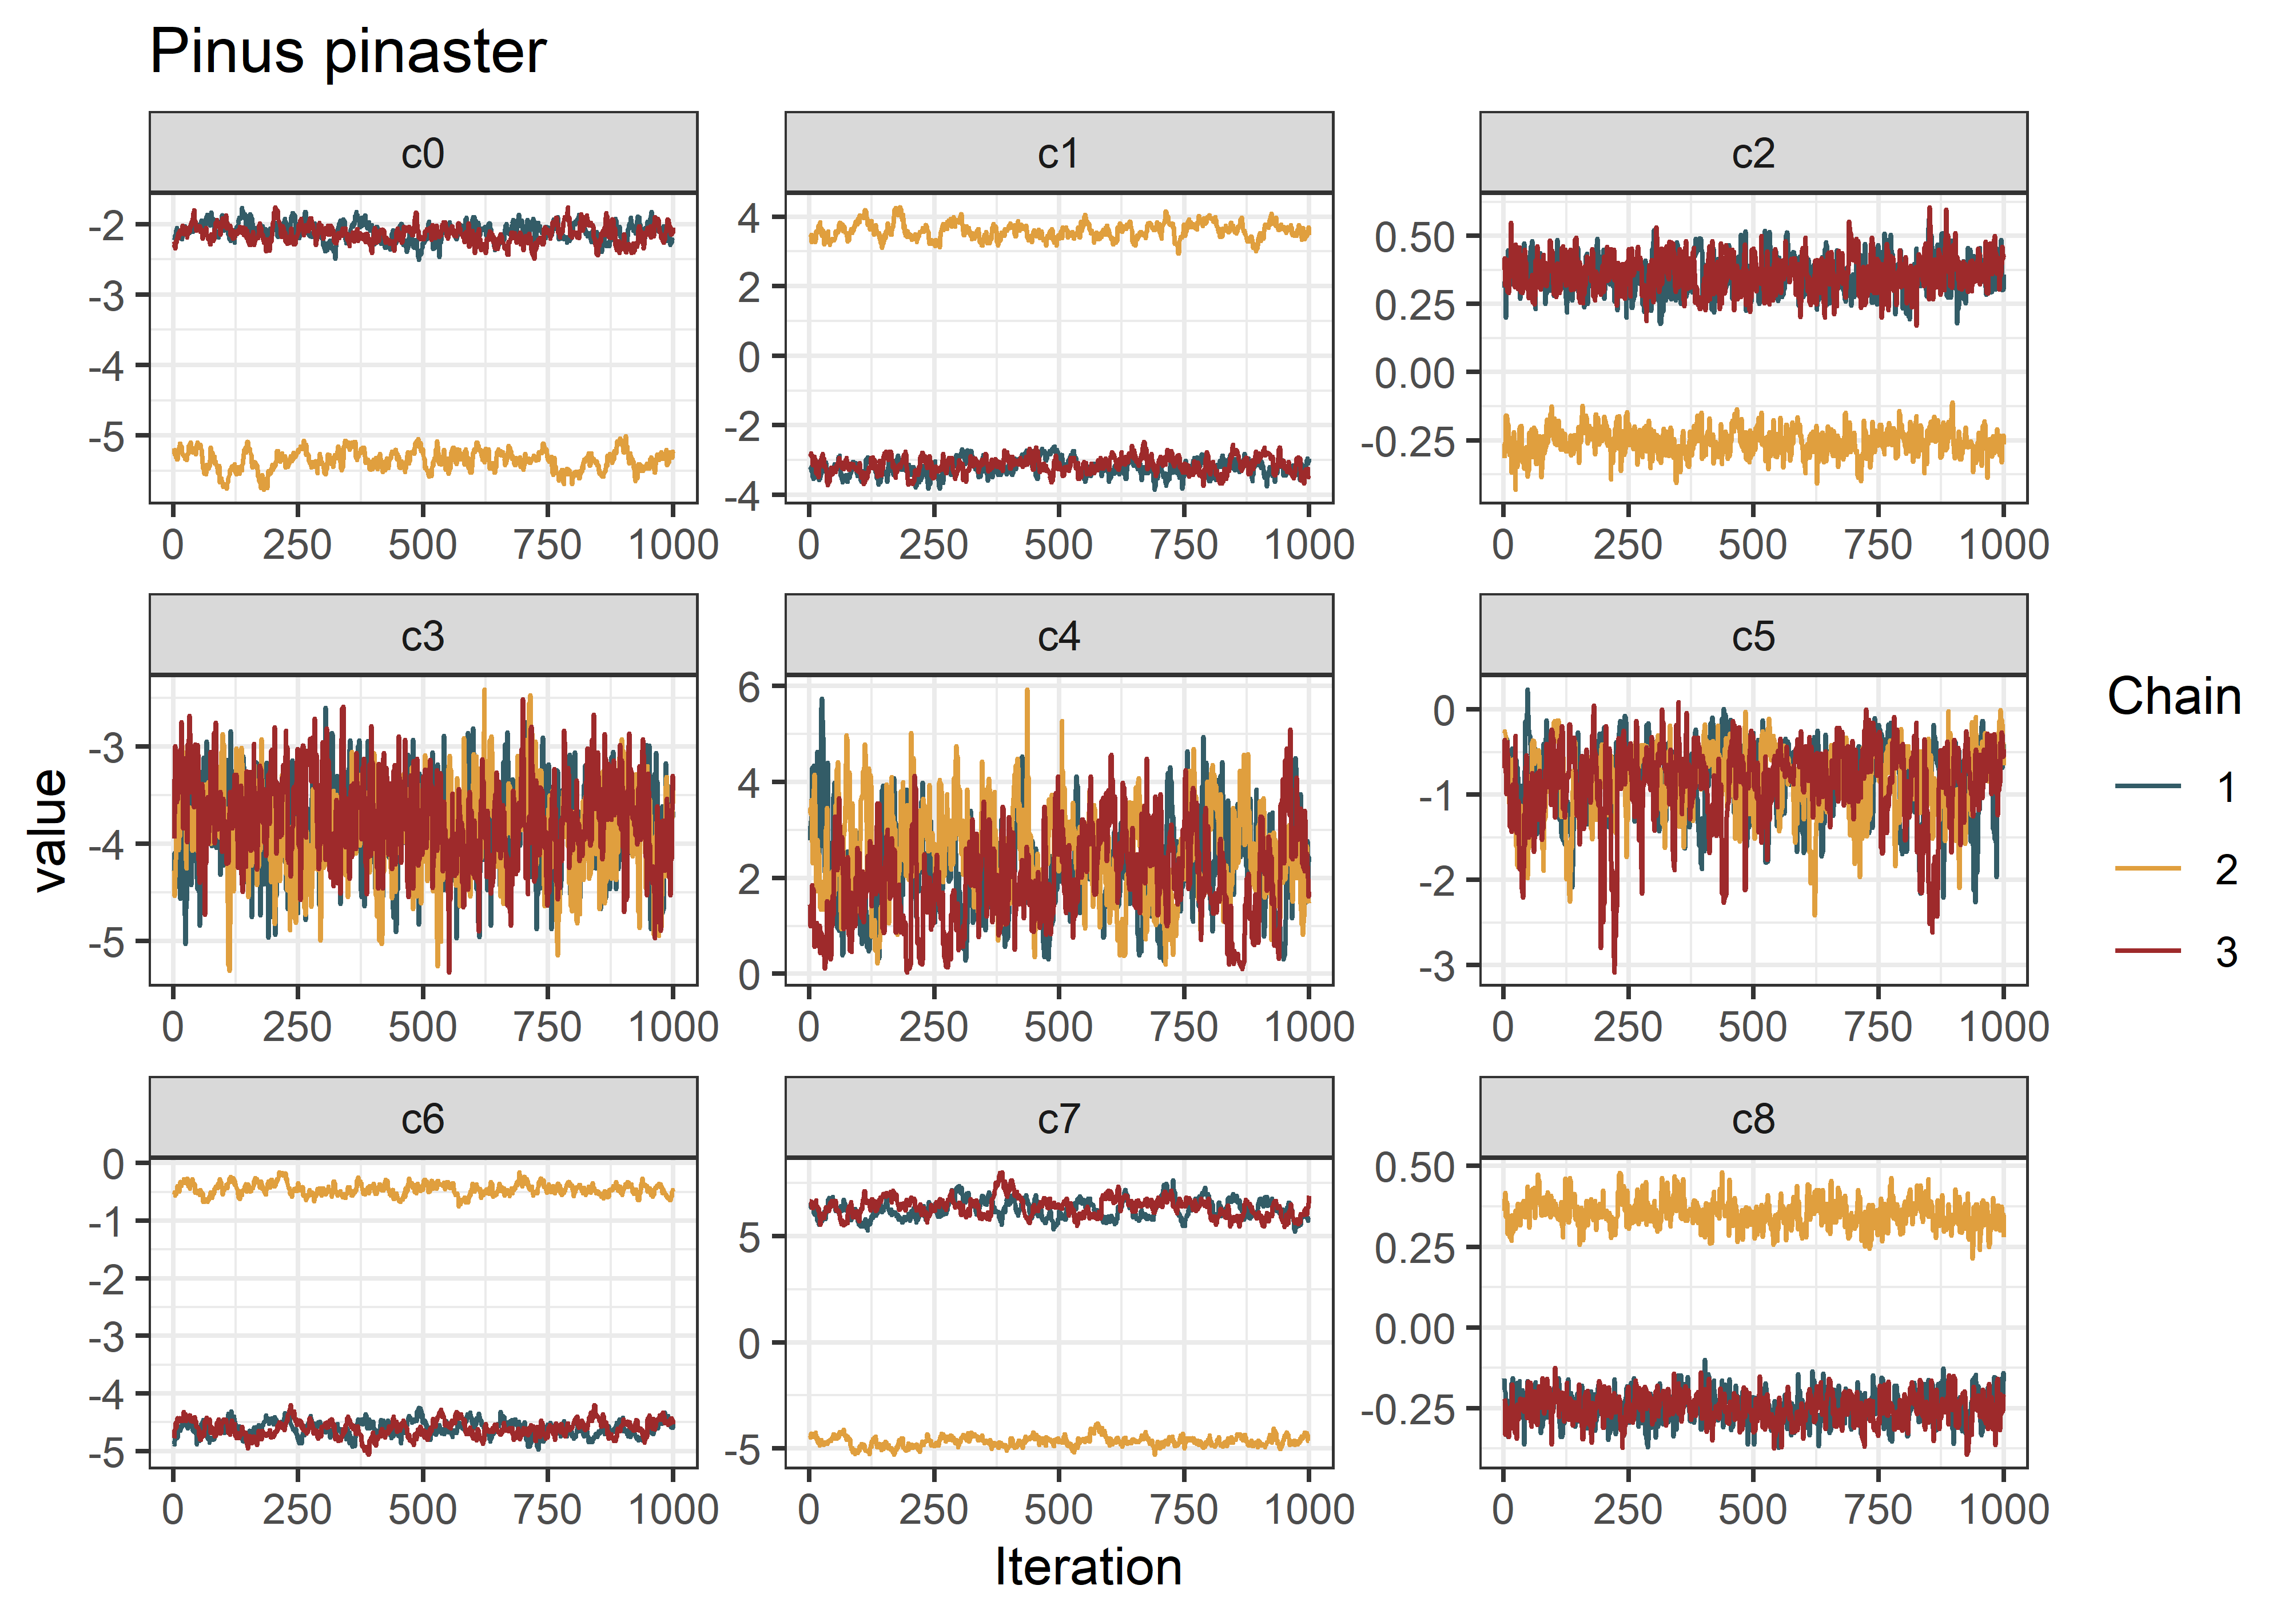 Pinus pinaster
c0 c1 c2
-2 -3 -4 -5
4 2 0 -2 -4
0.50 0.25 0.00 -0.25
0 250 500 750 1000 0 250 500 750 1000 0 250 500 750 1000
c3 c4 c5
-3 -4 -5
6 4 2 0
0 -1 -2 -3
0 250 500 750 1000 0 250 500 750 1000 0 250 500 750 1000
c6 c7 c8
0 -1 -2 -3 -4 -5
5 0 -5
0.50 0.25 0.00 -0.25
0 250 500 750 1000 0 250 500 750 1000 0 250 500 750 1000
value
Iteration
Chain
1
2
3